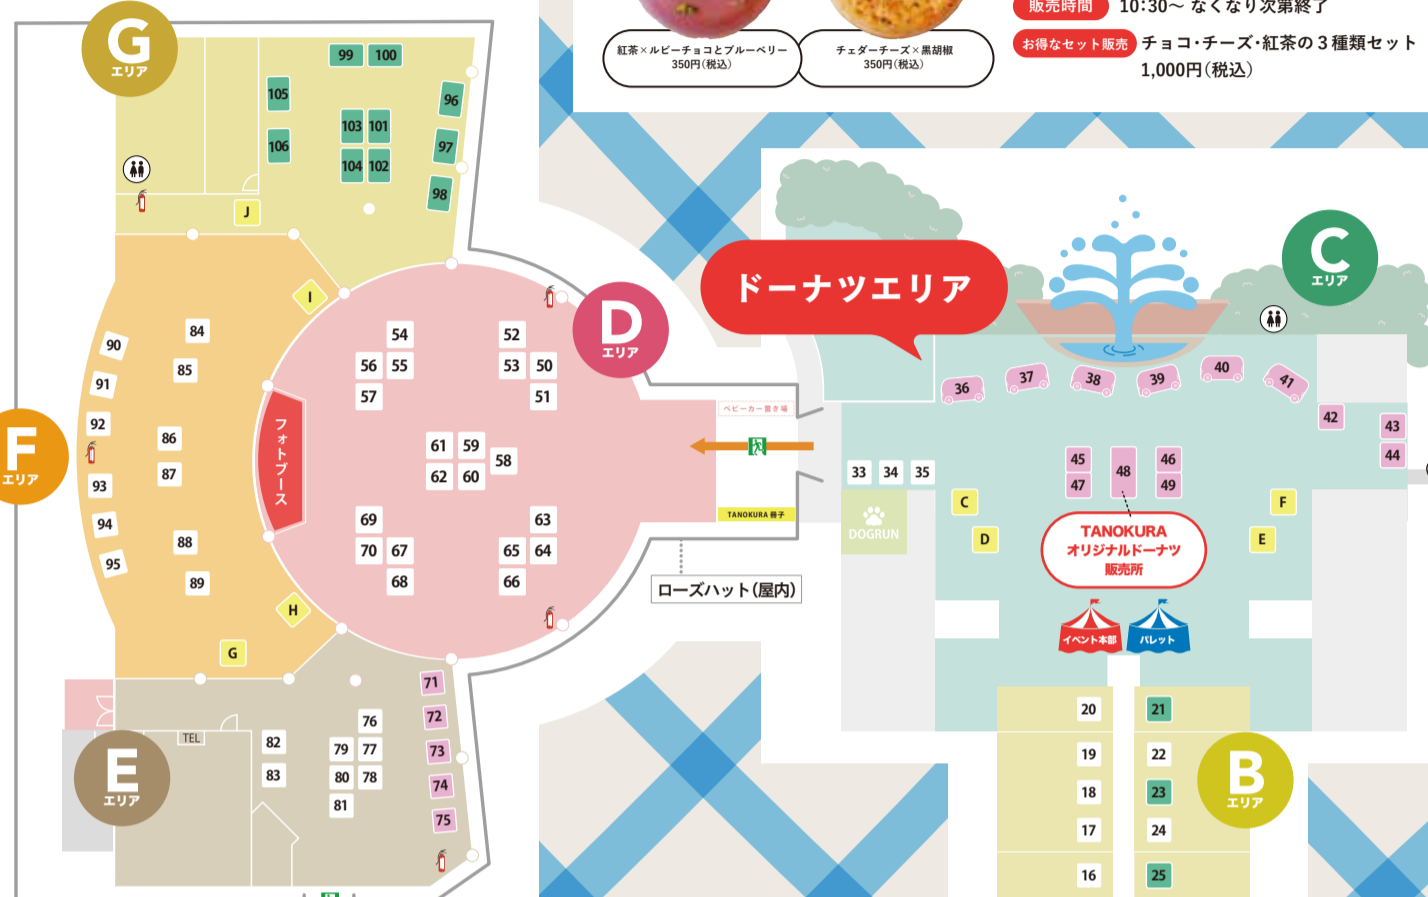 販売時間 10:30〜 なくなり次第終了
紅茶×ルビーチョコとブルーベリー
350円(税込)
チェダーチーズ×黒胡椒
350円(税込)
お得なセット販売 チョコ・チーズ・紅茶の3種類セット
1,000円(税込)
G
エリア
99 100
105
103 101
96
106
104 102
97
98
J
I
D
エリア
54
52
56 55
53 50
57
51
84
90
85
91
92
86
87
93
94
88
95
89
F
エリア
フォトブース
61 59
58
62 60
69
63
70 67
65 64
68
66
H
G
ベビーカー置き場
TANOKURA 冊子
ローズハット(屋内)
ドーナツエリア
C
エリア
36
37
38
39
40
41
42
43
44
33 34 35
45
48
46
47
49
C
F
D
E
DOGRUN
TANOKURA
オリジナルドーナツ
販売所
イベント本部
パレット
71
72
73
74
75
76
79 77
80 78
81
82
83
TEL
E
エリア
20 21
19 22
18 23
17 24
16 25
B
エリア